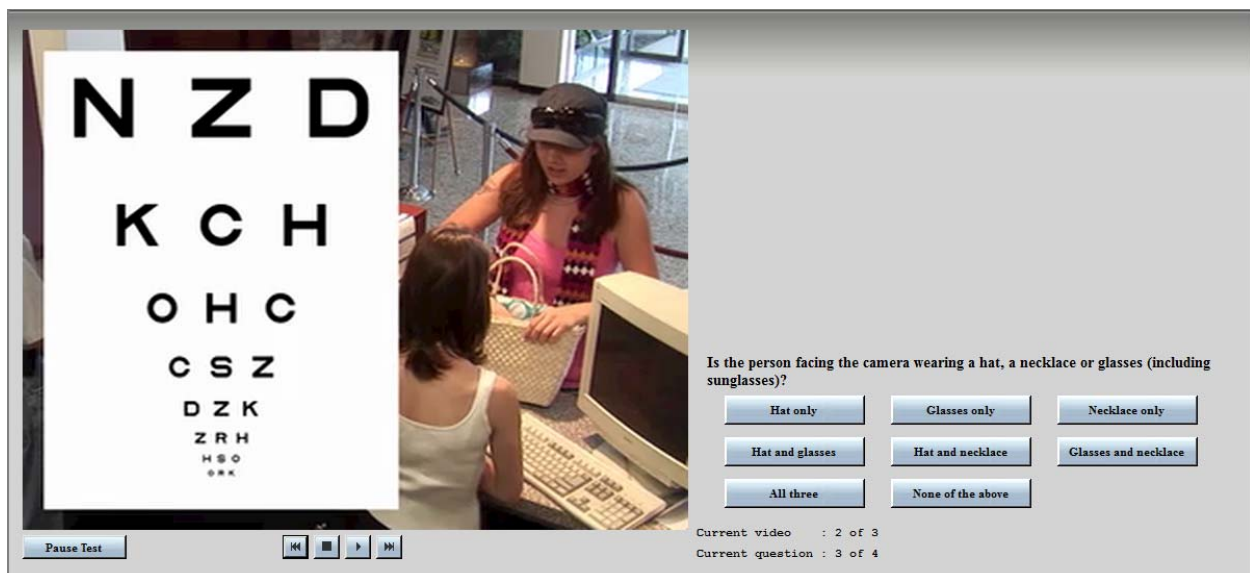 N Z D
K C H
O H C
C S Z
D Z K
Z R H
H S O
O R K
Is the person facing the camera wearing a hat, a necklace or glasses (including
sunglasses)?
Hat only Glasses only Necklace only
Hat and glasses Hat and necklace Glasses and necklace
All three None of the above
Current video : 2 of 3
Current question : 3 of 4
Pause Test